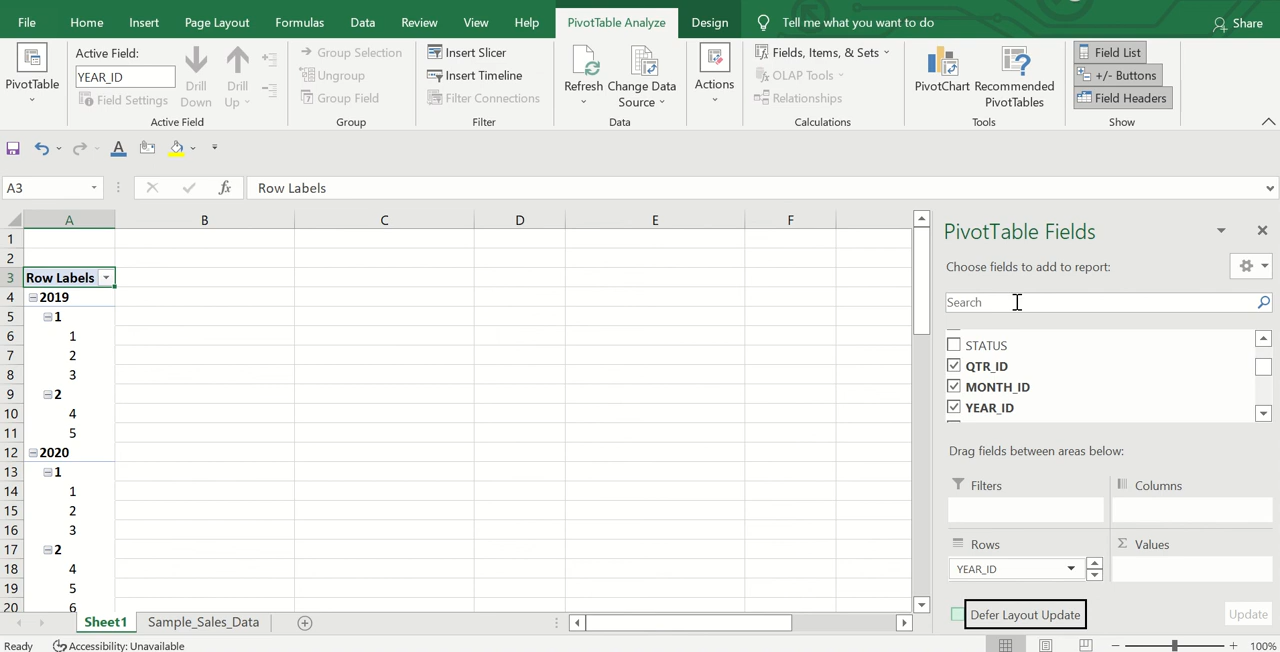 File Home Insert Page Layout Formulas Data Review View Help PivotTable Analyze Design Tell me what you want to do Share
PivotTable
Active Field:
YEAR_ID
Field Settings
Drill Down
Drill Up
Active Field
Group Selection
Ungroup
Group Field
Group
Insert Slicer
Insert Timeline
Filter Connections
Filter
Refresh
Change Data Source
Data
Actions
Fields, Items, & Sets
OLAP Tools
Relationships
Calculations
PivotChart
Recommended PivotTables
Tools
Field List
+/- Buttons
Field Headers
Show
A3 fx Row Labels
A B C D E F
1
2
3 Row Labels
4 2019
5 1
6 1
7 2
8 3
9 2
10 4
11 5
12 2020
13 1
14 1
15 2
16 3
17 2
18 4
19 5
20 6
PivotTable Fields
Choose fields to add to report:
Search
STATUS
QTR_ID
MONTH_ID
YEAR_ID
Drag fields between areas below:
Filters
Columns
Rows
Σ Values
YEAR_ID
Defer Layout Update
Update
Sheet1 Sample_Sales_Data
Ready Accessibility: Unavailable
100%